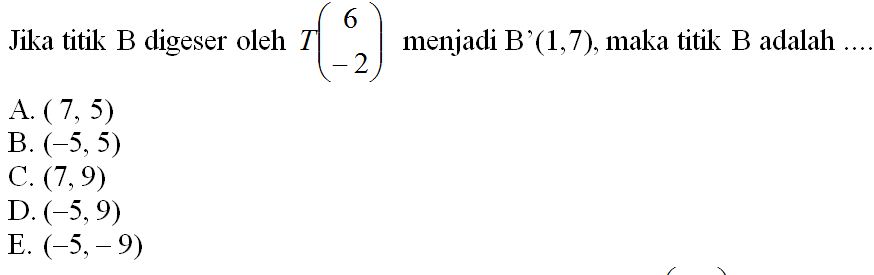 Jika titik B digeser oleh T(6 -2) menjadi B'(1,7), maka titik B adalah ....
A. ( 7, 5)
B. (–5, 5)
C. (7, 9)
D. (–5, 9)
E. (–5, – 9)